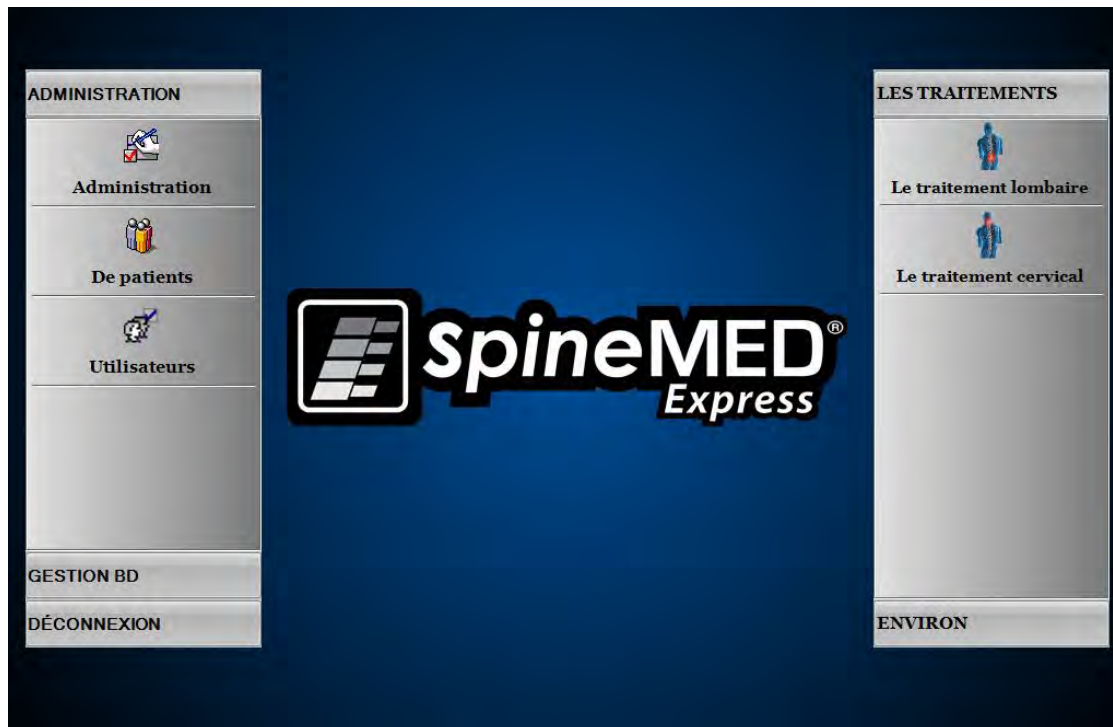 ADMINISTRATION
Administration
De patients
Utilisateurs
GESTION BD
DÉCONNEXION
SpineMED®
Express
LES TRAITEMENTS
Le traitement lombaire
Le traitement cervical
ENVIRON